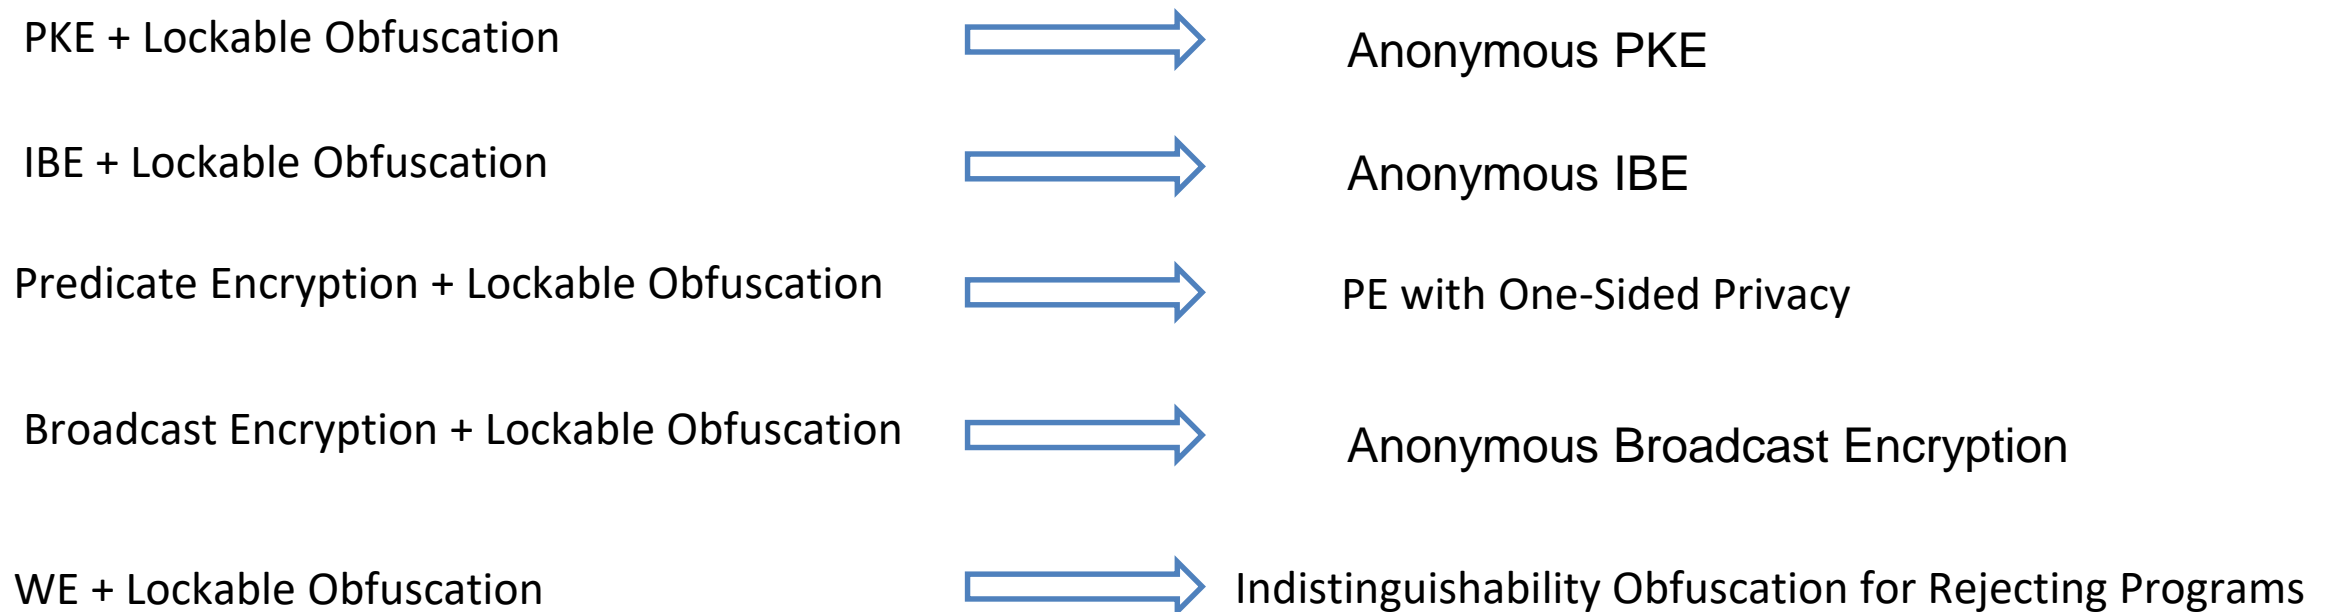 PKE + Lockable Obfuscation
Anonymous PKE
IBE + Lockable Obfuscation
Anonymous IBE
Predicate Encryption + Lockable Obfuscation
PE with One-Sided Privacy
Broadcast Encryption + Lockable Obfuscation
Anonymous Broadcast Encryption
WE + Lockable Obfuscation
Indistinguishability Obfuscation for Rejecting Programs